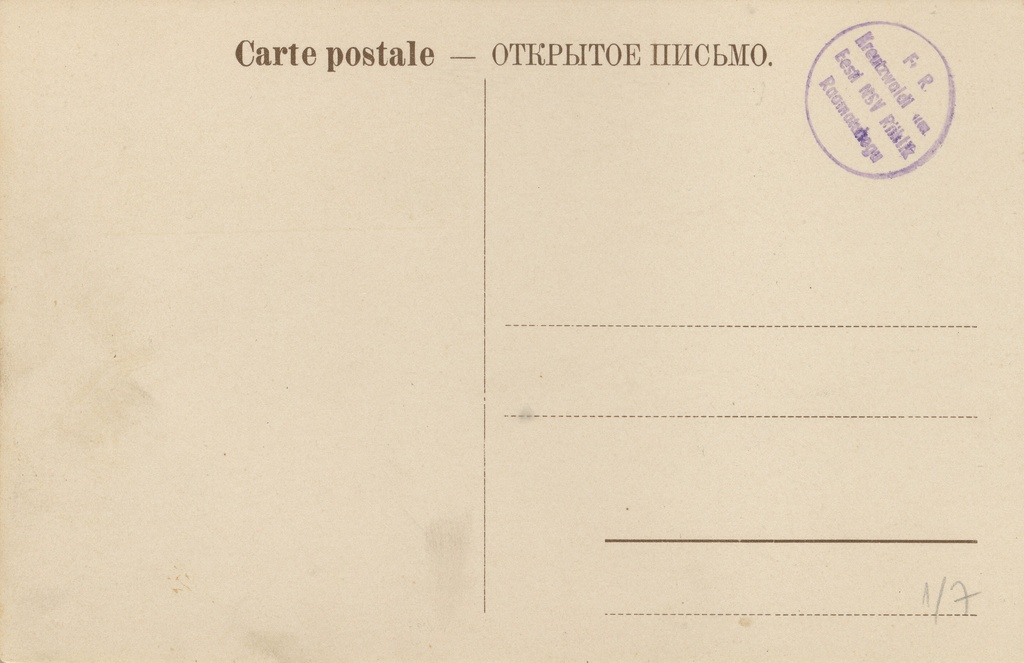 Carte postale — ОТКРЫТОЕ ПИСЬМО.
F. R.
Kreutzwaldi nim.
Eesti NSV Riiklik
Raamatukogu
1/7